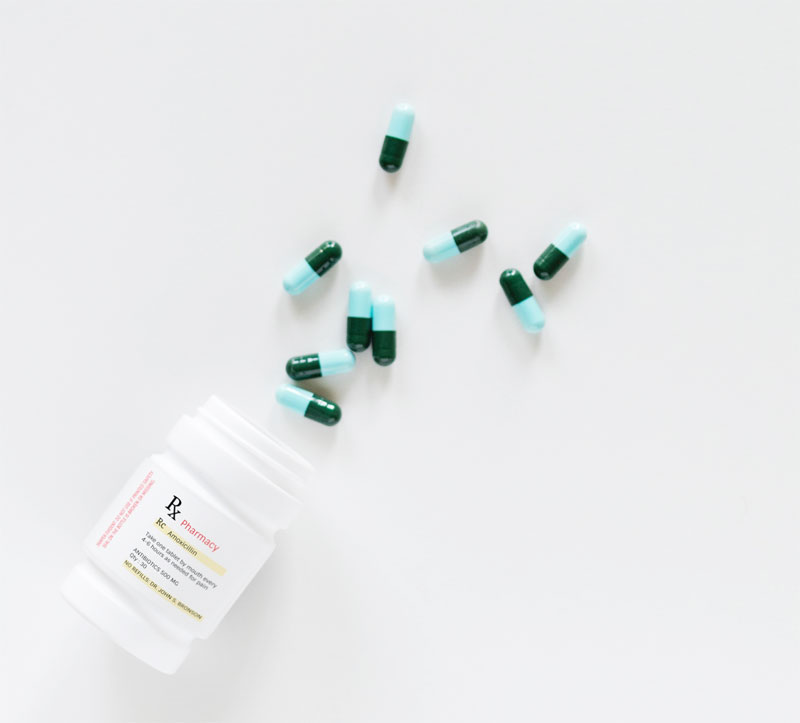 Rx
Pharmacy
Rc Amoxicillin
Take one tablet by mouth every
4-6 hours as needed for pain
ANTIBIOTICS 500 MG
Qty : 30
NO REFILLS, DR. JOHN S. BRONSON